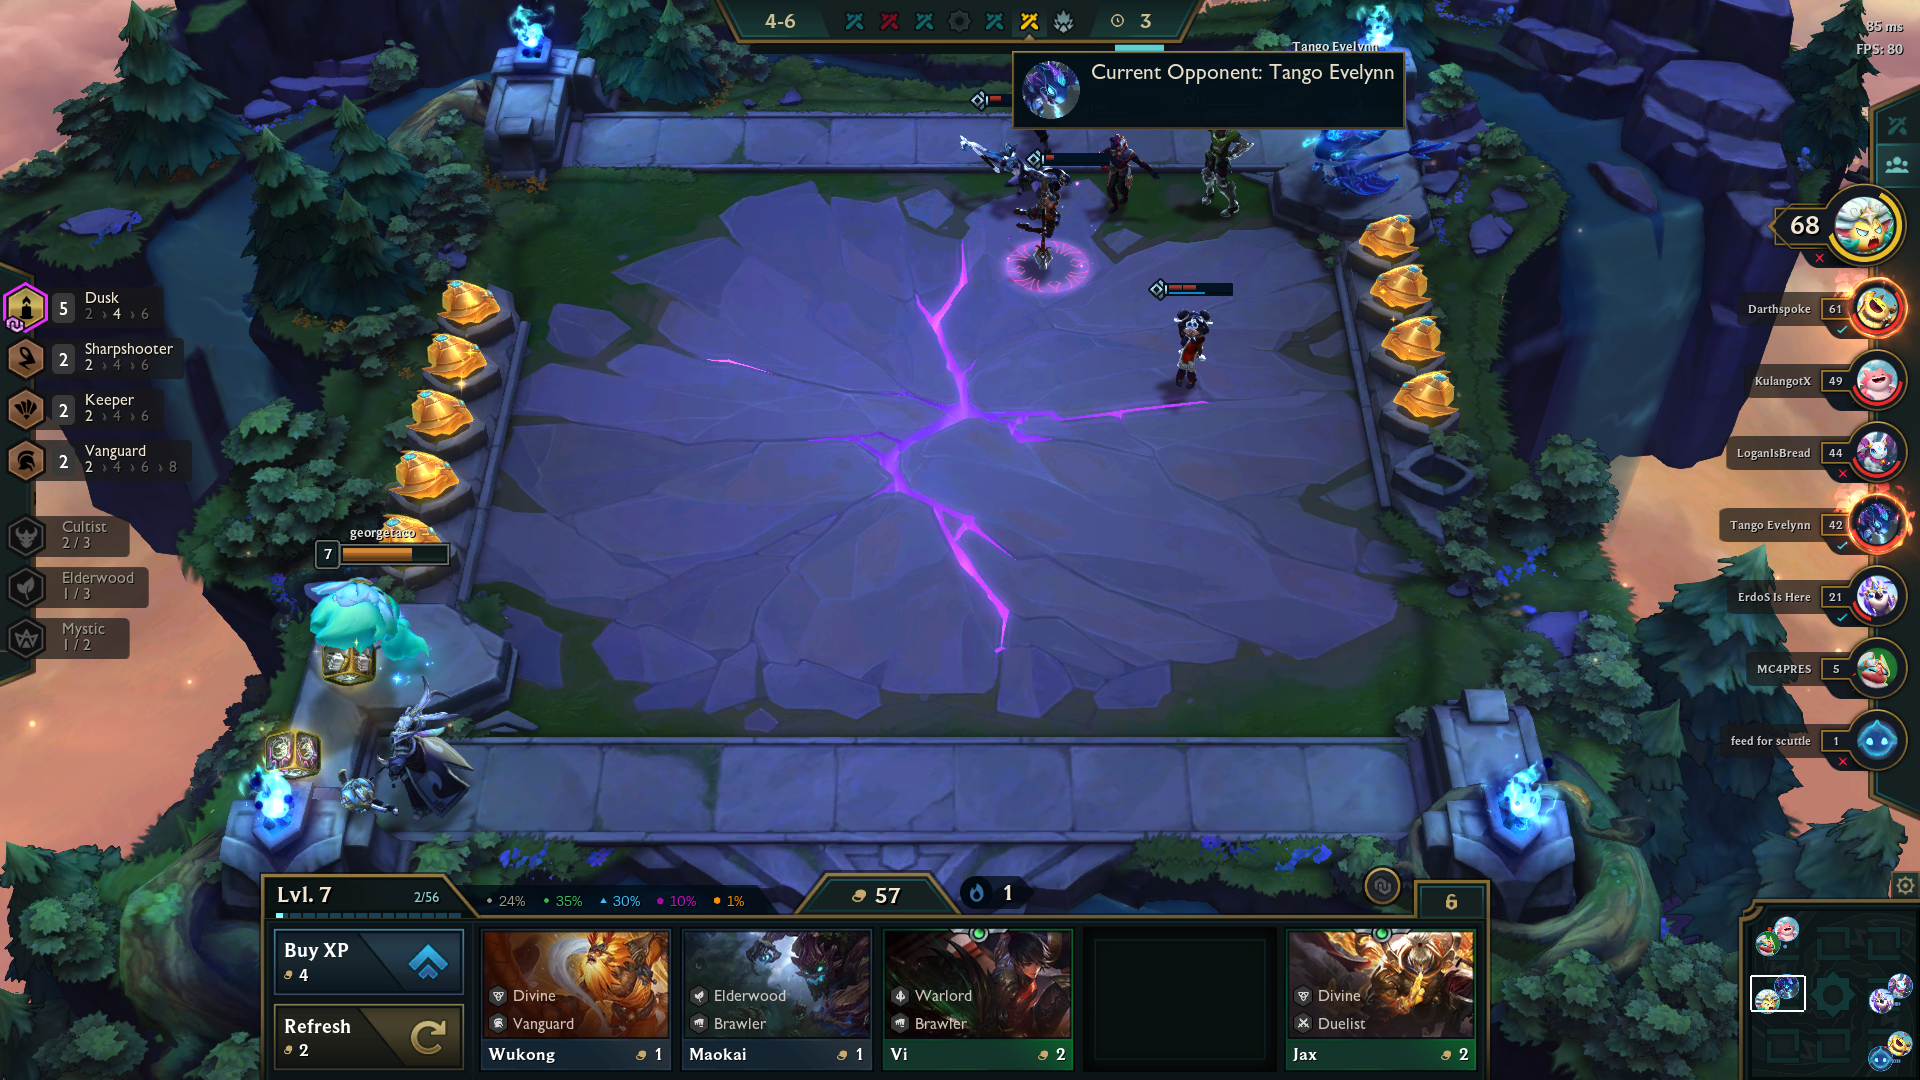 4-6
3
85 ms
FPS: 80
Tango Evelynn
Current Opponent: Tango Evelynn
68
Darthspoke 61
KulangotX 49
LoganIsBread 44
Tango Evelynn 42
ErdoS Is Here 21
MC4PRES 5
feed for scuttle 1
5 Dusk
2 › 4 › 6
2 Sharpshooter
2 › 4 › 6
2 Keeper
2 › 4 › 6
2 Vanguard
2 › 4 › 6 › 8
Cultist
2 / 3
Elderwood
1 / 3
Mystic
1 / 2
georgetaco
7
Lvl. 7 2/56
24% 35% 30% 10% 1%
57
1
6
Buy XP
4
Refresh
2
Divine
Vanguard
Wukong 1
Elderwood
Brawler
Maokai 1
Warlord
Brawler
Vi 2
Divine
Duelist
Jax 2